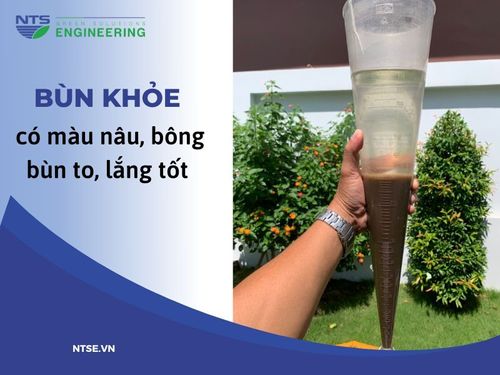 NTS
GREEN SOLUTIONS
ENGINEERING
BÙN KHỎE
có màu nâu, bông
bùn to, lắng tốt
NTSE.VN